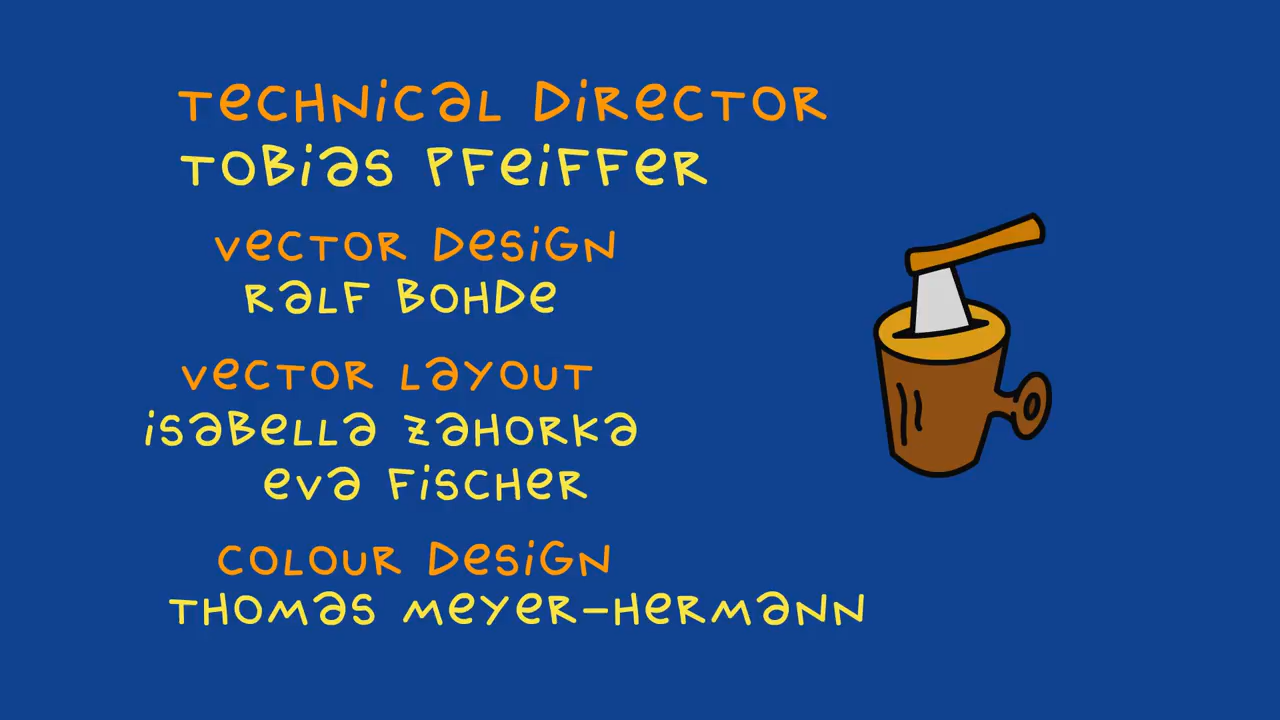 Technical Director
Tobias Pfeiffer
Vector Design
Ralf Bohde
Vector Layout
Isabella Zahorka
Eva Fischer
Colour Design
Thomas Meyer-Hermann